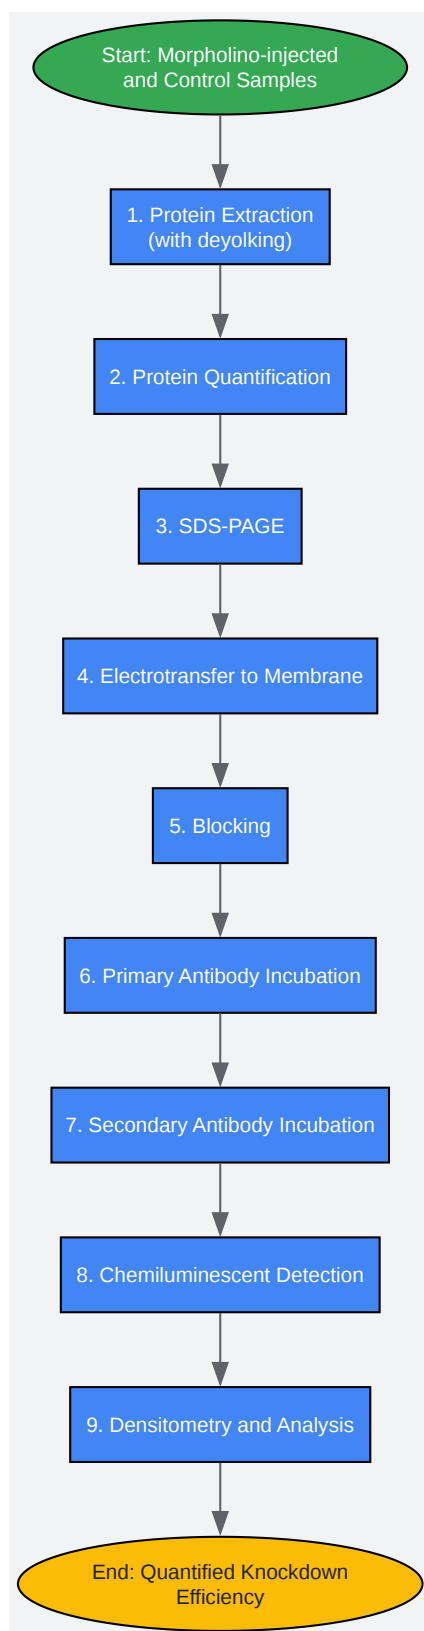 Start: Morpholino-injected
and Control Samples
1. Protein Extraction
(with deyolking)
2. Protein Quantification
3. SDS-PAGE
4. Electrotransfer to Membrane
5. Blocking
6. Primary Antibody Incubation
7. Secondary Antibody Incubation
8. Chemiluminescent Detection
9. Densitometry and Analysis
End: Quantified Knockdown
Efficiency